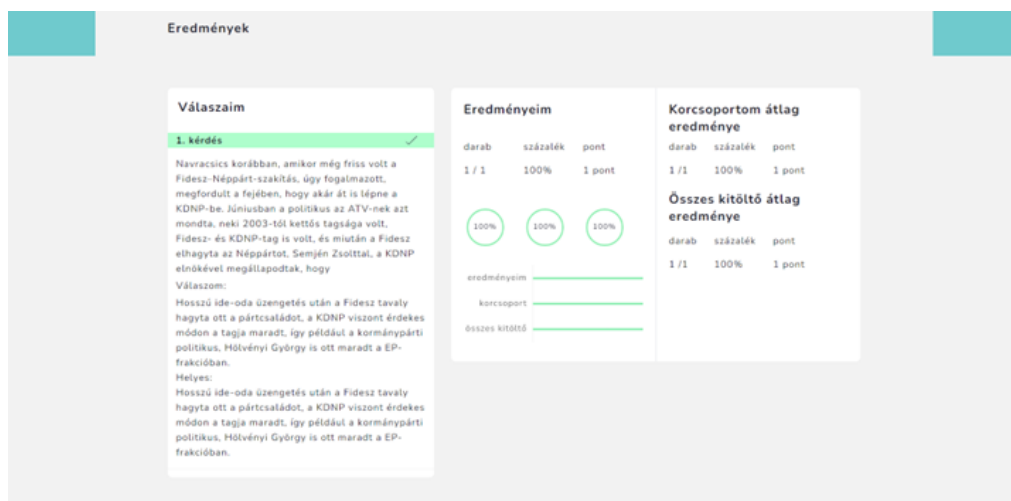 Eredmények
Válaszaim
1. kérdés
Navracsics korábban, amikor még friss volt a
Fidesz-Néppárt-szakítás, úgy fogalmazott,
megfordult a fejében, hogy akár át is lépne a
KDNP-be. Júniusban a politikus az ATV-nek azt
mondta, neki 2003-tól kettős tagsága volt,
Fidesz- és KDNP-tag is volt, és miután a Fidesz
elhagyta az Néppártot, Semjén Zsolttal, a KDNP
elnökével megállapodtak, hogy
Válaszom:
Hosszú ide-oda üzengetés után a Fidesz tavaly
hagyta ott a pártcsaládot, a KDNP viszont érdekes
módon a tagja maradt, így például a kormánypárti
politikus, Hölvényi György is ott maradt a EP-
frakcióban.
Helyes:
Hosszú ide-oda üzengetés után a Fidesz tavaly
hagyta ott a pártcsaládot, a KDNP viszont érdekes
módon a tagja maradt, így például a kormánypárti
politikus, Hölvényi György is ott maradt a EP-
frakcióban.
Eredményeim
darab százalék pont
1 / 1 100% 1 pont
100% 100% 100%
eredményeim
korcsoport
összes kitöltő
Korcsoportom átlag
eredménye
darab százalék pont
1 /1 100% 1 pont
Összes kitöltő átlag
eredménye
darab százalék pont
1 /1 100% 1 pont